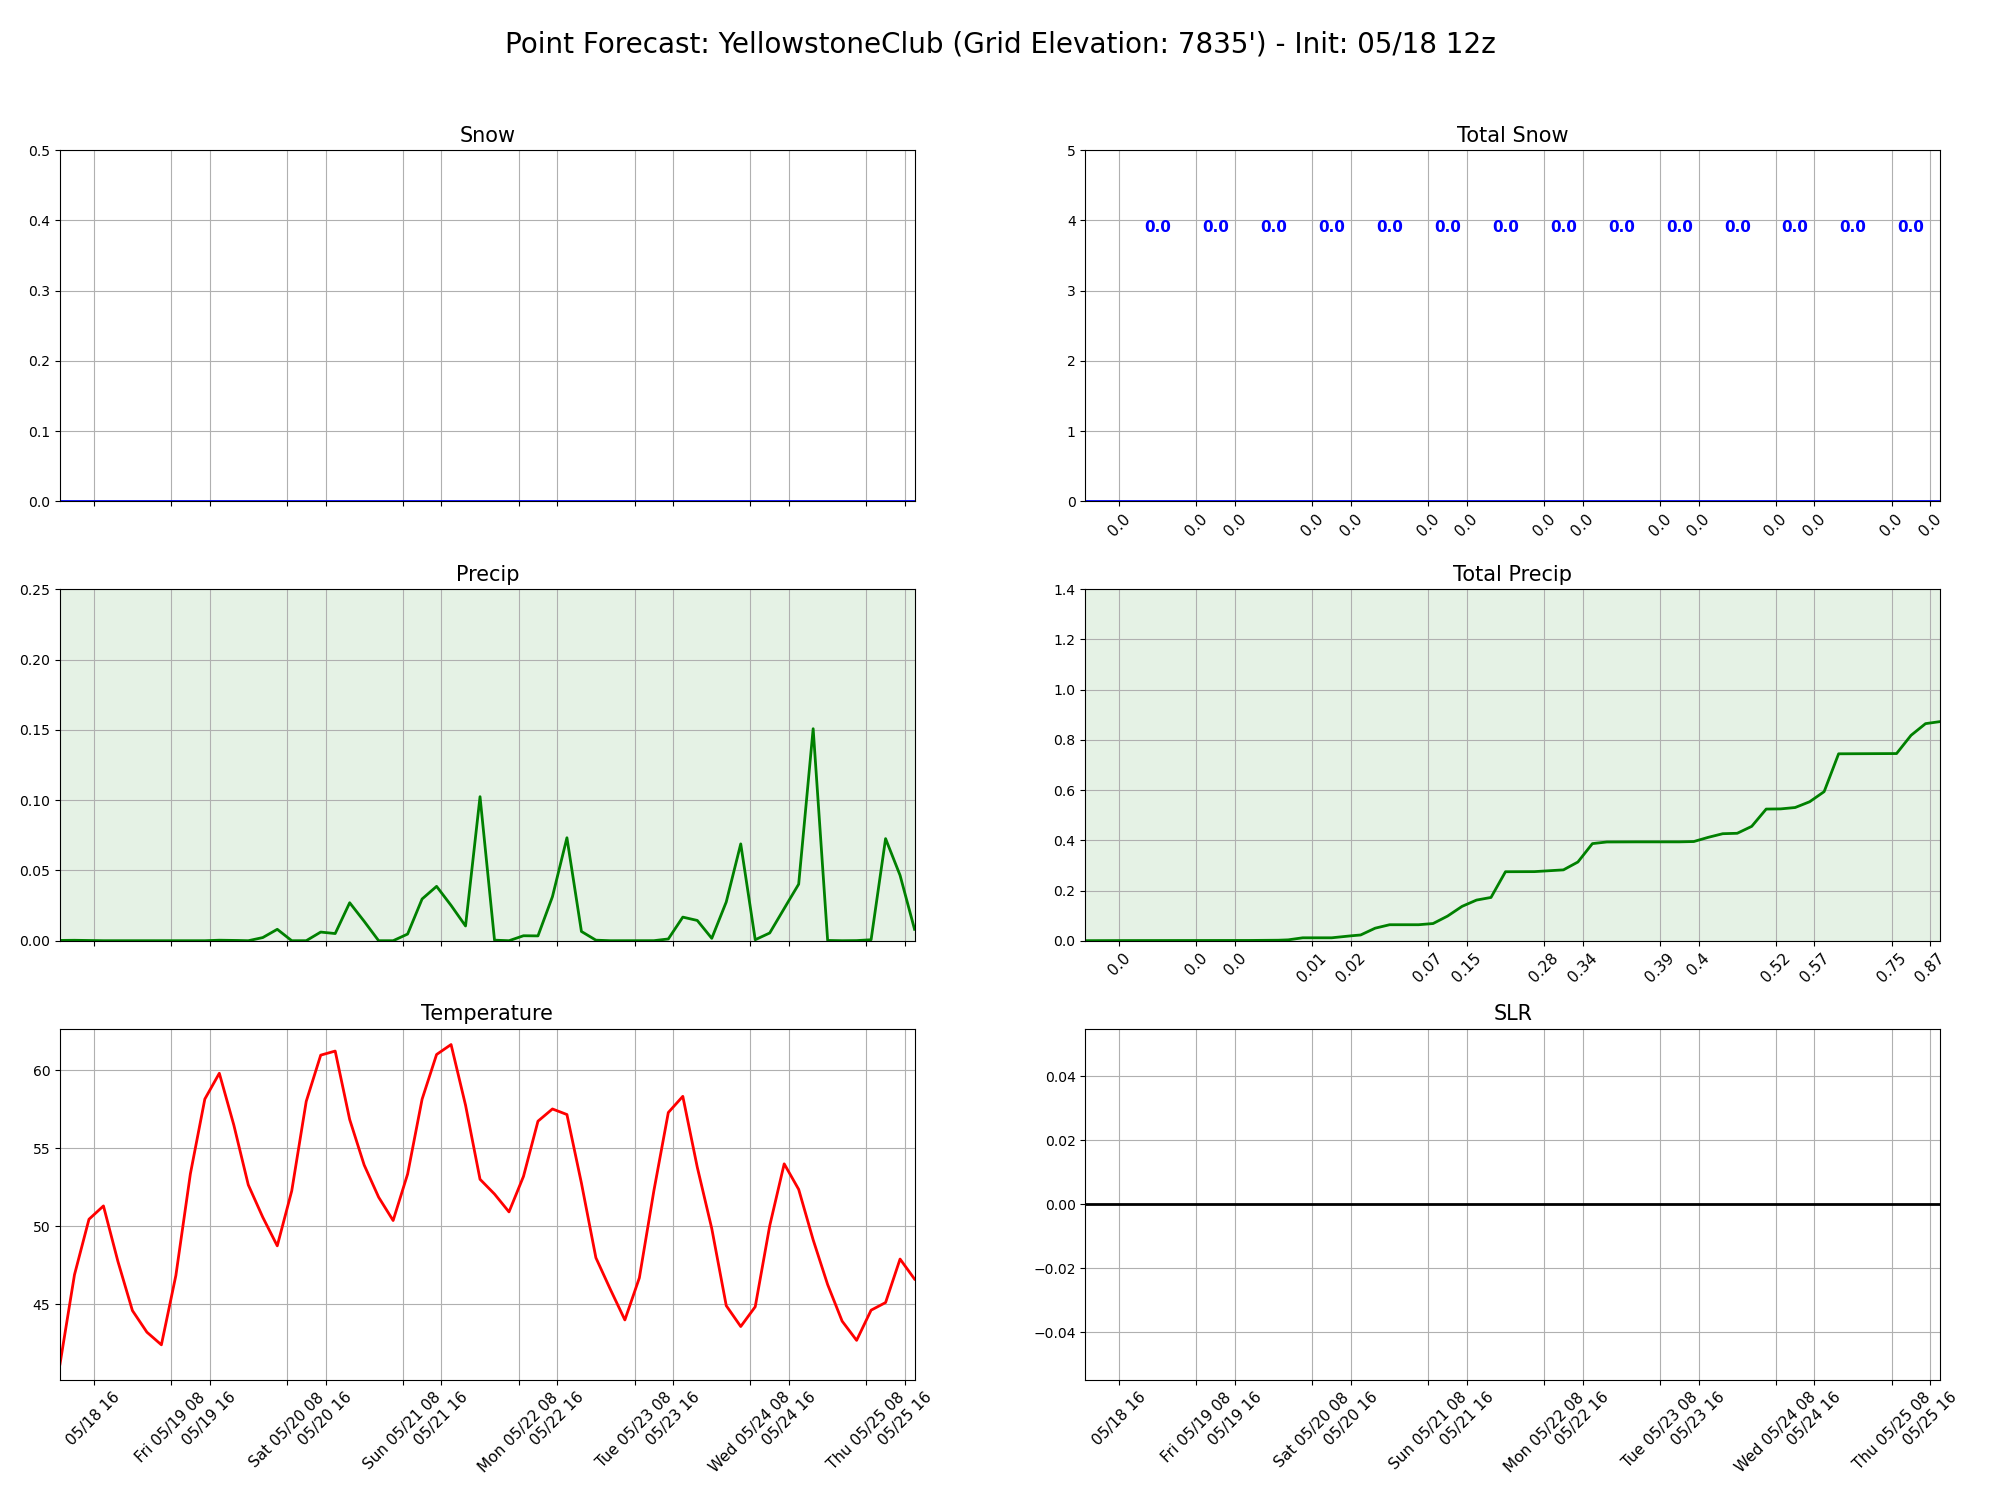 Point Forecast: YellowstoneClub (Grid Elevation: 7835') - Init: 05/18 12z
Snow
0.5
0.4
0.3
0.2
0.1
0.0
Total Snow
5
4
3
2
1
0
0.0 0.0 0.0 0.0 0.0 0.0 0.0 0.0 0.0 0.0 0.0 0.0 0.0 0.0
0.0 0.0 0.0 0.0 0.0 0.0 0.0 0.0 0.0 0.0 0.0 0.0 0.0 0.0 0.0
Precip
0.25
0.20
0.15
0.10
0.05
0.00
Total Precip
1.4
1.2
1.0
0.8
0.6
0.4
0.2
0.0
0.0 0.0 0.0 0.01 0.02 0.07 0.15 0.28 0.34 0.39 0.4 0.52 0.57 0.75 0.87
Temperature
60
55
50
45
05/18 16
Fri 05/19 08
05/19 16
Sat 05/20 08
05/20 16
Sun 05/21 08
05/21 16
Mon 05/22 08
05/22 16
Tue 05/23 08
05/23 16
Wed 05/24 08
05/24 16
Thu 05/25 08
05/25 16
SLR
0.04
0.02
0.00
−0.02
−0.04
05/18 16
Fri 05/19 08
05/19 16
Sat 05/20 08
05/20 16
Sun 05/21 08
05/21 16
Mon 05/22 08
05/22 16
Tue 05/23 08
05/23 16
Wed 05/24 08
05/24 16
Thu 05/25 08
05/25 16